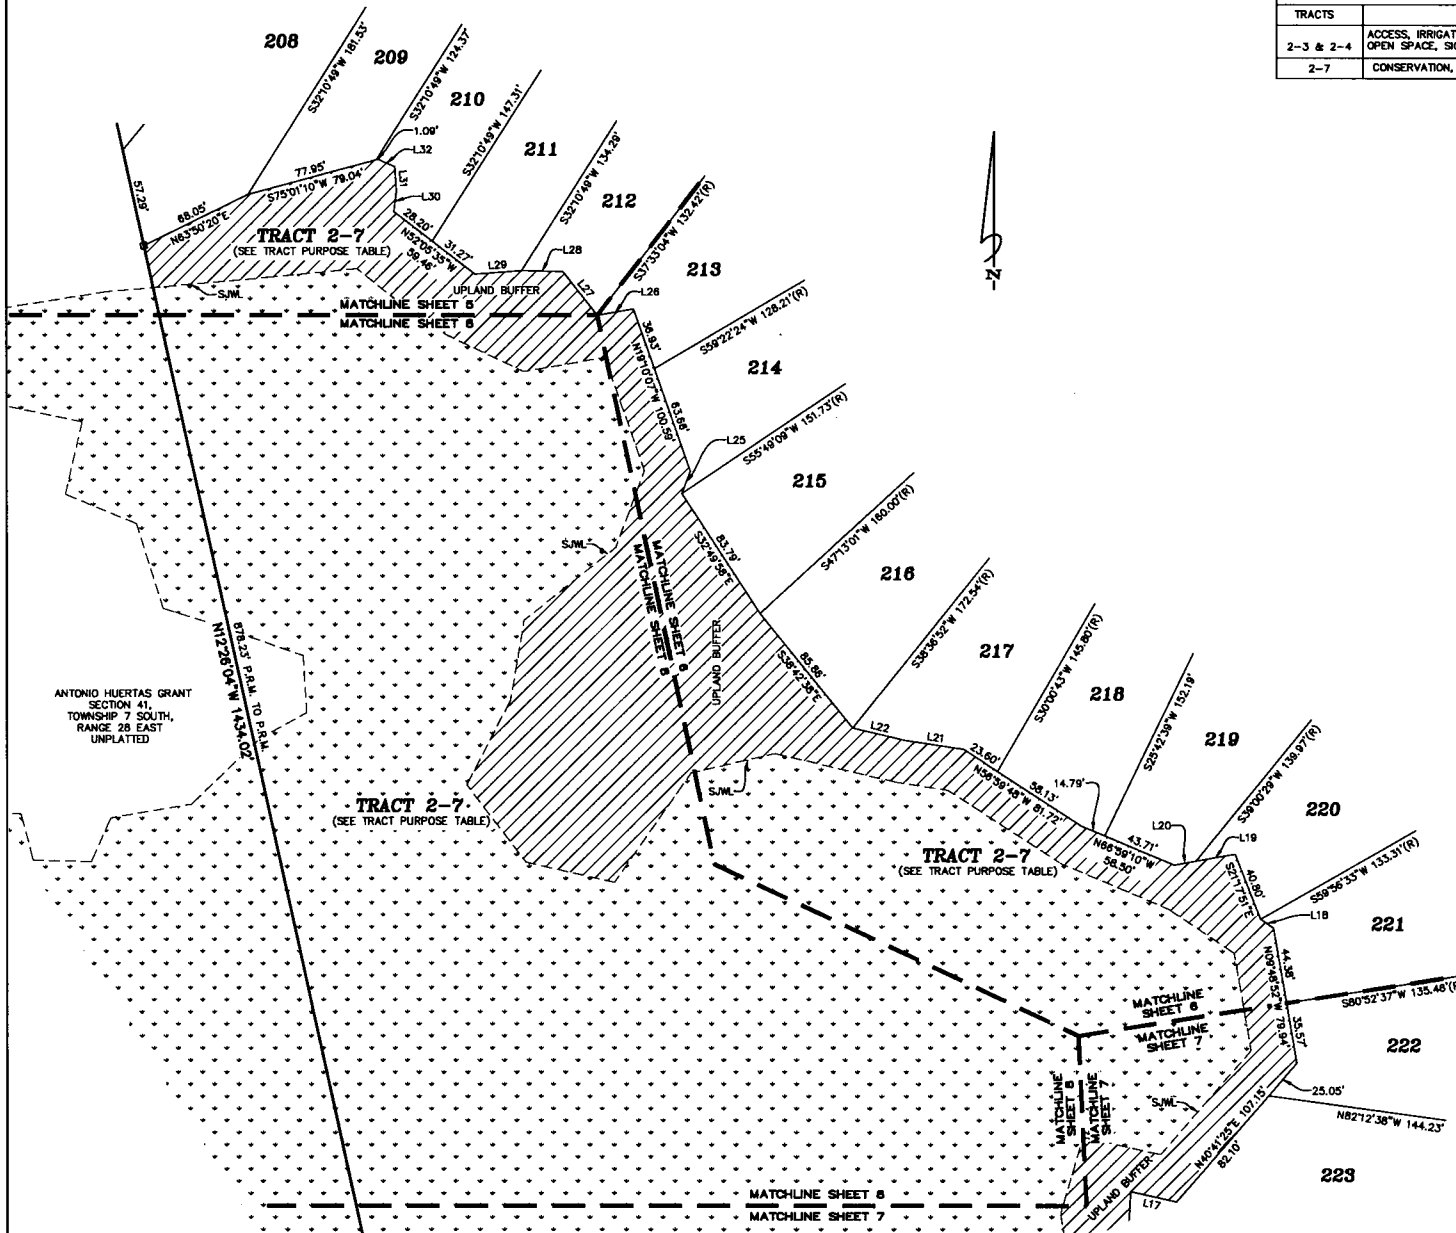 TRACTS
2-3 & 2-4
ACCESS, IRRIGAT
OPEN SPACE, SIG
2-7
CONSERVATION,
208
S32°10'49"W 181.53'
209
S32°10'49"W 124.37'
210
S32°10'49"W 147.31'
211
S32°10'49"W 134.29'
212
S37°33'04"W 132.42'(R)
213
S59°22'24"W 128.21'(R)
214
S55°49'09"W 151.73'(R)
215
S47°13'01"W 160.00'(R)
216
S38°36'52"W 172.54'(R)
217
S30°00'43"W 145.80'(R)
218
S25°42'39"W 152.19'
219
S39°00'29"W 139.97'(R)
220
S59°56'33"W 133.31'(R)
221
S80°52'37"W 135.46'(R
222
N82°12'38"W 144.23'
223
57.29'
68.05'
N63°50'20"E
77.95'
S75°01'10"W 79.04'
1.09'
L32
L31
L30
28.20'
31.27'
N52°05'35"W
59.46'
L29
L28
L27
L26
TRACT 2-7
(SEE TRACT PURPOSE TABLE)
UPLAND BUFFER
SJWL
MATCHLINE SHEET 5
MATCHLINE SHEET 6
N
36.93'
63.66'
N19°10'07"W 100.59'
L25
SJWL
83.79'
S32°49'58"E
MATCHLINE SHEET 6
MATCHLINE SHEET 8
UPLAND BUFFER
85.86'
S38°42'38"E
L22
L21
23.60'
58.13'
N56°59'48"W 81.72'
14.79'
43.71'
N66°59'10"W
58.50'
L20
L19
40.80'
S21°17'51"E
L18
44.36'
35.57'
N09°48'52"W 79.94'
878.23' P.R.M. TO P.R.M.
N12°26'04"W 1434.02'
ANTONIO HUERTAS GRANT
SECTION 41,
TOWNSHIP 7 SOUTH,
RANGE 28 EAST
UNPLATTED
TRACT 2-7
(SEE TRACT PURPOSE TABLE)
SJWL
TRACT 2-7
(SEE TRACT PURPOSE TABLE)
MATCHLINE
SHEET 6
MATCHLINE
SHEET 7
MATCHLINE
SHEET 8
MATCHLINE
SHEET 7
SJWL
25.05'
N40°41'25"E 107.15'
82.10'
UPLAND BUFFER
L17
MATCHLINE SHEET 8
MATCHLINE SHEET 7